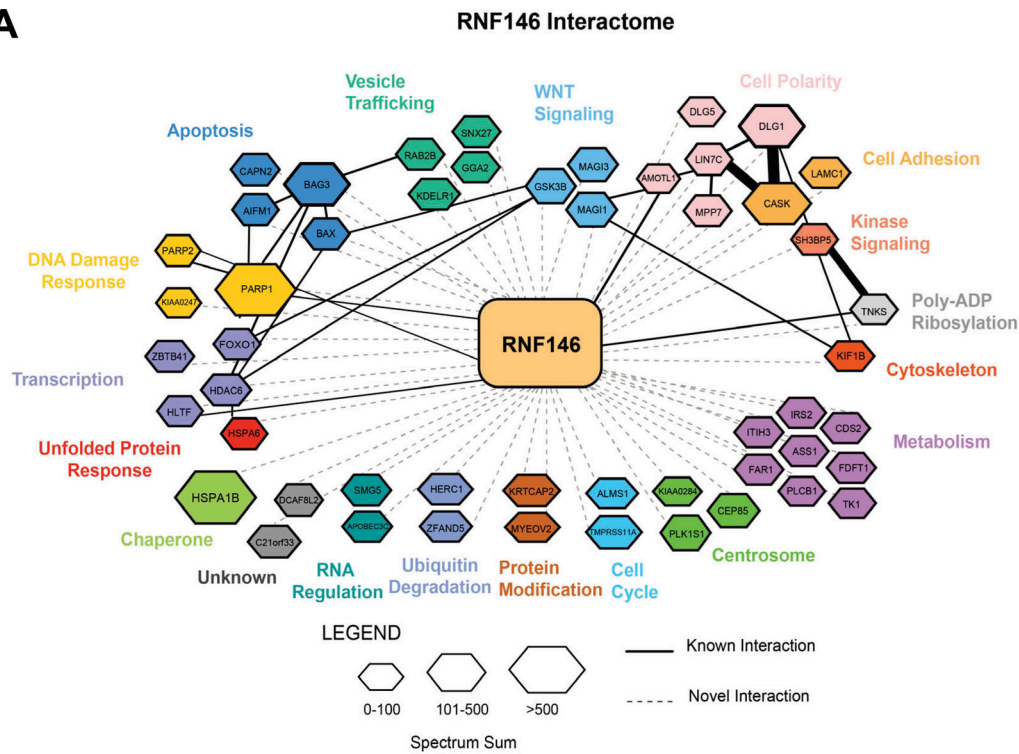 A
RNF146 Interactome
Vesicle
Trafficking
WNT
Signaling
Cell Polarity
Apoptosis
DLG5
DLG1
SNX27
RAB2B
GGA2
MAGI3
LIN7C
Cell Adhesion
CAPN2
BAG3
KDELR1
GSK3B
AMOTL1
LAMC1
AIFM1
MAGI1
MPP7
CASK
BAX
SH3BP5
Kinase
Signaling
PARP2
DNA Damage
Response
PARP1
KIAA0247
TNKS
Poly-ADP
Ribosylation
FOXO1
RNF146
ZBTB41
KIF1B
Cytoskeleton
Transcription
HDAC6
HLTF
HSPA6
Unfolded Protein
Response
IRS2
ITIH3
CDS2
Metabolism
ASS1
FAR1
FDFT1
PLCB1
TK1
HSPA1B
DCAF8L2
SMG5
HERC1
KRTCAP2
ALMS1
KIAA0284
CEP85
APOBEC3C
ZFAND5
MYEOV2
TMPRSS11A
PLK1S1
Chaperone
C21orf33
Centrosome
Unknown
RNA
Regulation
Ubiquitin
Degradation
Protein
Modification
Cell
Cycle
LEGEND
Known Interaction
Novel Interaction
0-100
101-500
>500
Spectrum Sum